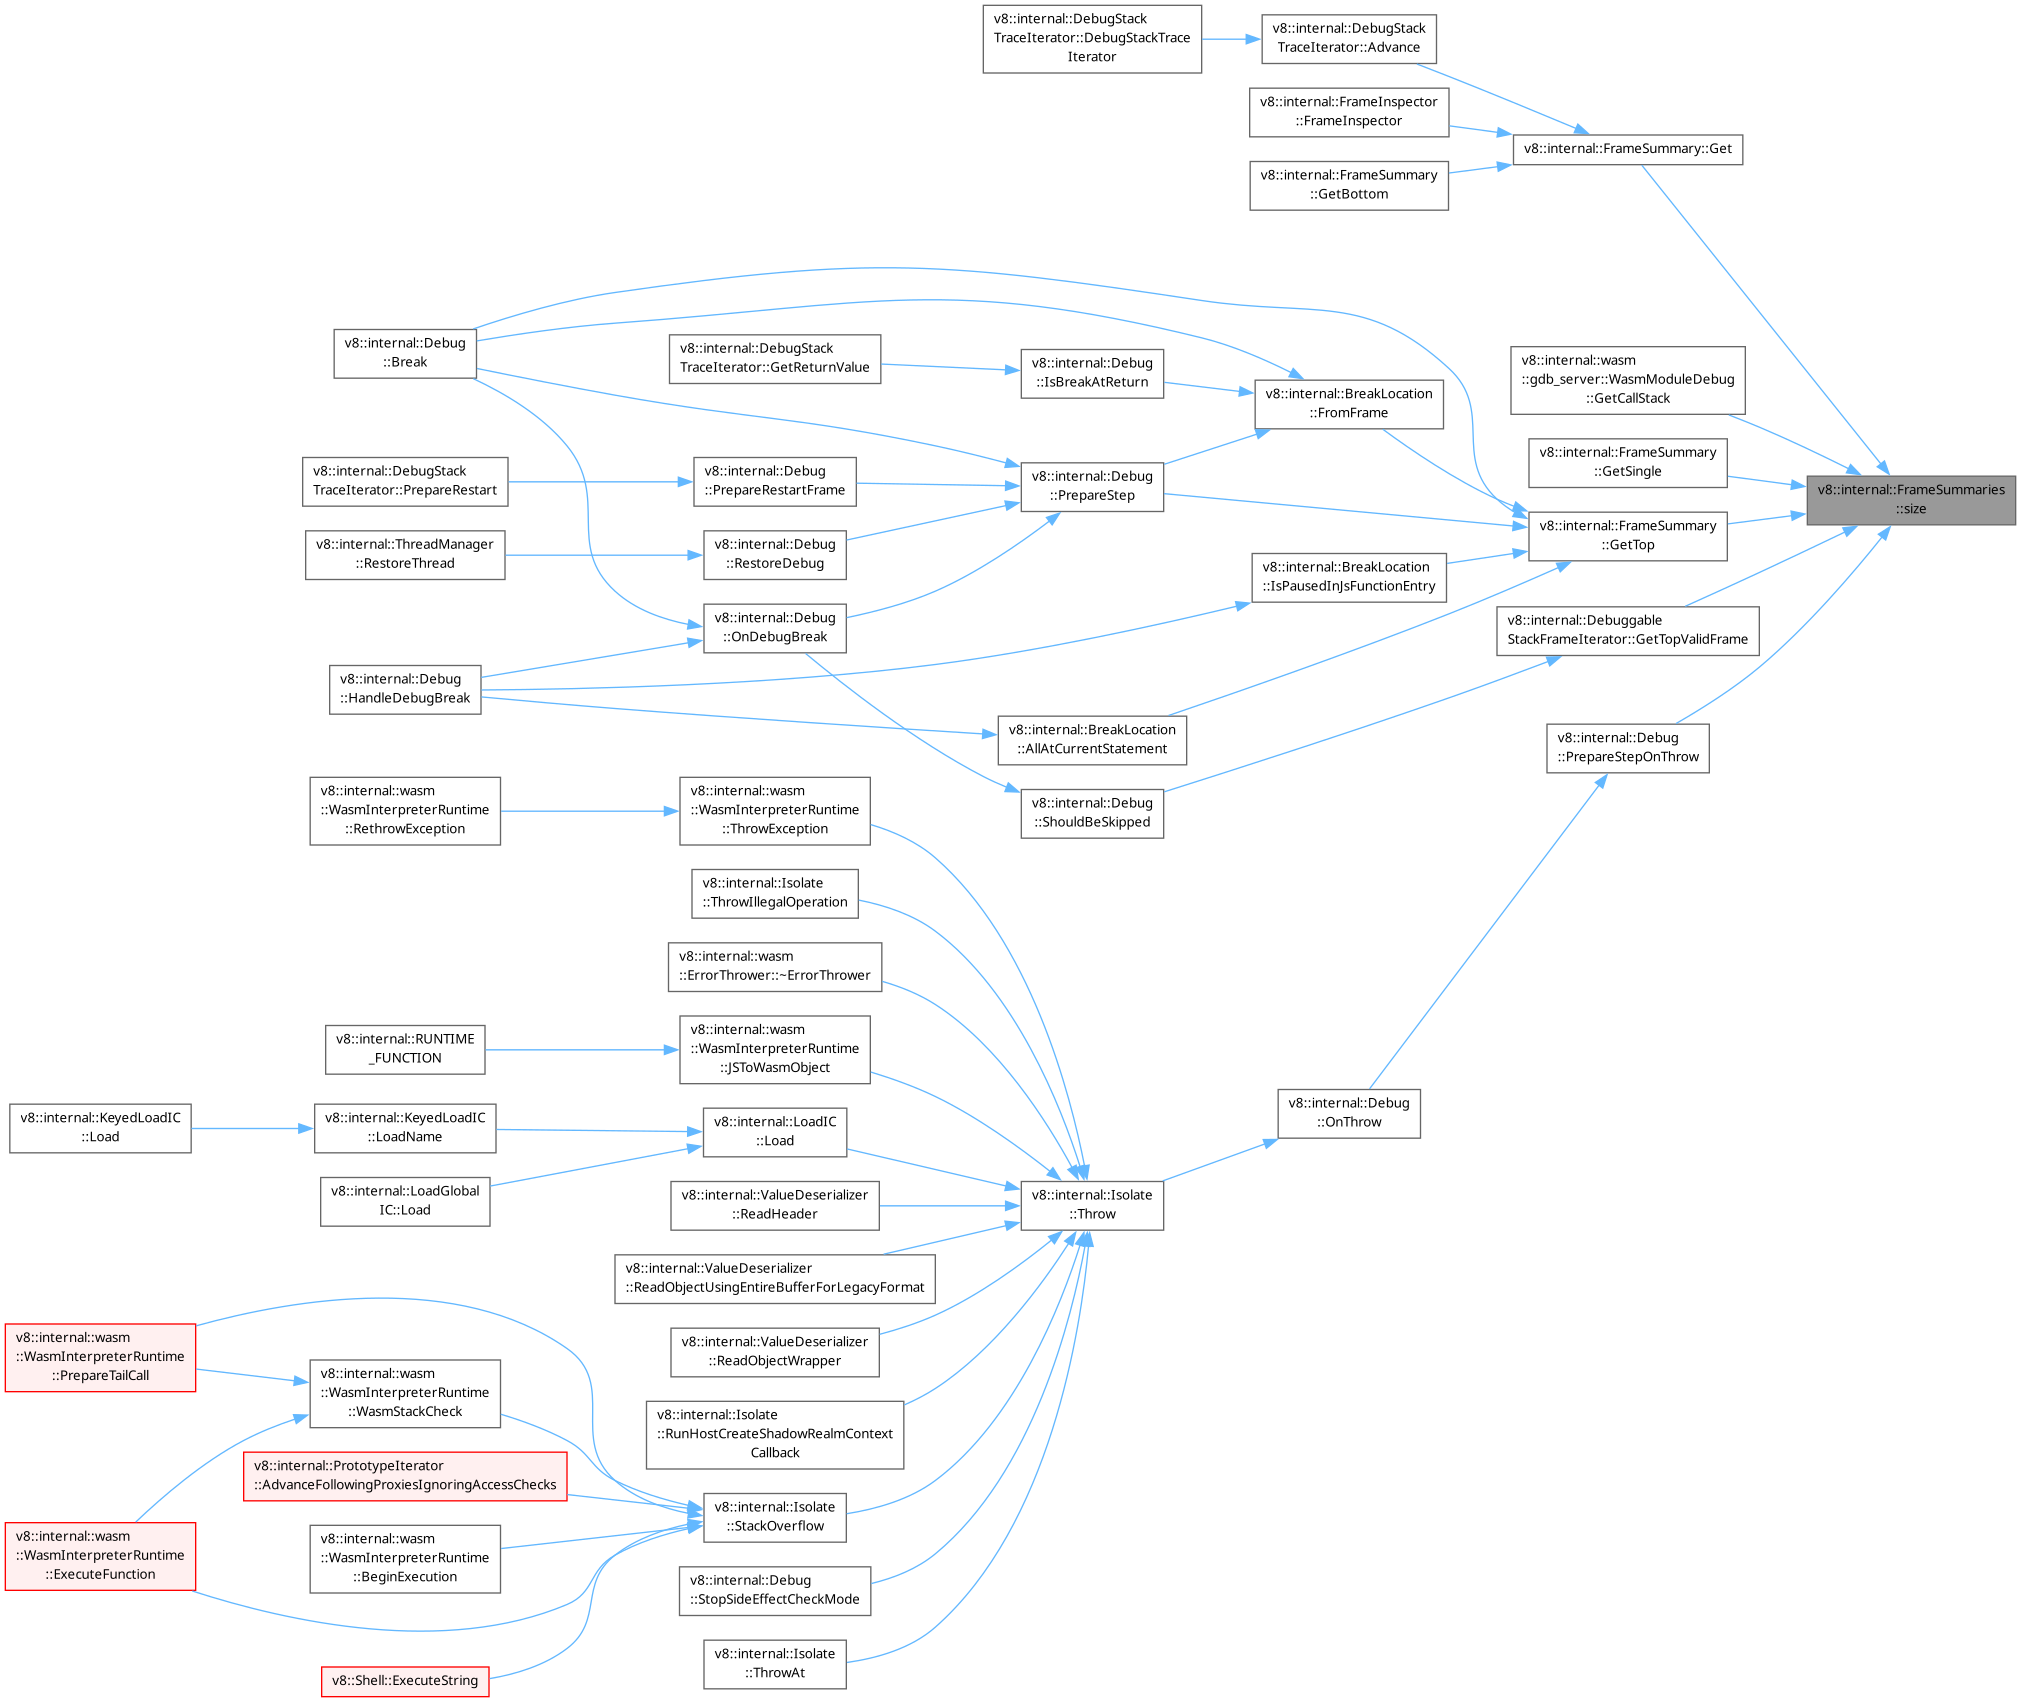 v8::internal::DebugStack
TraceIterator::DebugStackTrace
Iterator
v8::internal::DebugStack
TraceIterator::Advance
v8::internal::FrameInspector
::FrameInspector
v8::internal::FrameSummary::Get
v8::internal::FrameSummary
::GetBottom
v8::internal::Debug
::Break
v8::internal::DebugStack
TraceIterator::GetReturnValue
v8::internal::Debug
::IsBreakAtReturn
v8::internal::BreakLocation
::FromFrame
v8::internal::wasm
::gdb_server::WasmModuleDebug
::GetCallStack
v8::internal::FrameSummary
::GetSingle
v8::internal::FrameSummaries
::size
v8::internal::DebugStack
TraceIterator::PrepareRestart
v8::internal::Debug
::PrepareRestartFrame
v8::internal::Debug
::PrepareStep
v8::internal::FrameSummary
::GetTop
v8::internal::ThreadManager
::RestoreThread
v8::internal::Debug
::RestoreDebug
v8::internal::BreakLocation
::IsPausedInJsFunctionEntry
v8::internal::Debug
::OnDebugBreak
v8::internal::Debuggable
StackFrameIterator::GetTopValidFrame
v8::internal::Debug
::HandleDebugBreak
v8::internal::BreakLocation
::AllAtCurrentStatement
v8::internal::Debug
::PrepareStepOnThrow
v8::internal::wasm
::WasmInterpreterRuntime
::RethrowException
v8::internal::wasm
::WasmInterpreterRuntime
::ThrowException
v8::internal::Debug
::ShouldBeSkipped
v8::internal::Isolate
::ThrowIllegalOperation
v8::internal::wasm
::ErrorThrower::~ErrorThrower
v8::internal::RUNTIME
_FUNCTION
v8::internal::wasm
::WasmInterpreterRuntime
::JSToWasmObject
v8::internal::KeyedLoadIC
::Load
v8::internal::KeyedLoadIC
::LoadName
v8::internal::LoadIC
::Load
v8::internal::Debug
::OnThrow
v8::internal::LoadGlobal
IC::Load
v8::internal::ValueDeserializer
::ReadHeader
v8::internal::Isolate
::Throw
v8::internal::ValueDeserializer
::ReadObjectUsingEntireBufferForLegacyFormat
v8::internal::wasm
::WasmInterpreterRuntime
::PrepareTailCall
v8::internal::wasm
::WasmInterpreterRuntime
::WasmStackCheck
v8::internal::ValueDeserializer
::ReadObjectWrapper
v8::internal::Isolate
::RunHostCreateShadowRealmContext
Callback
v8::internal::PrototypeIterator
::AdvanceFollowingProxiesIgnoringAccessChecks
v8::internal::Isolate
::StackOverflow
v8::internal::wasm
::WasmInterpreterRuntime
::ExecuteFunction
v8::internal::wasm
::WasmInterpreterRuntime
::BeginExecution
v8::internal::Debug
::StopSideEffectCheckMode
v8::internal::Isolate
::ThrowAt
v8::Shell::ExecuteString